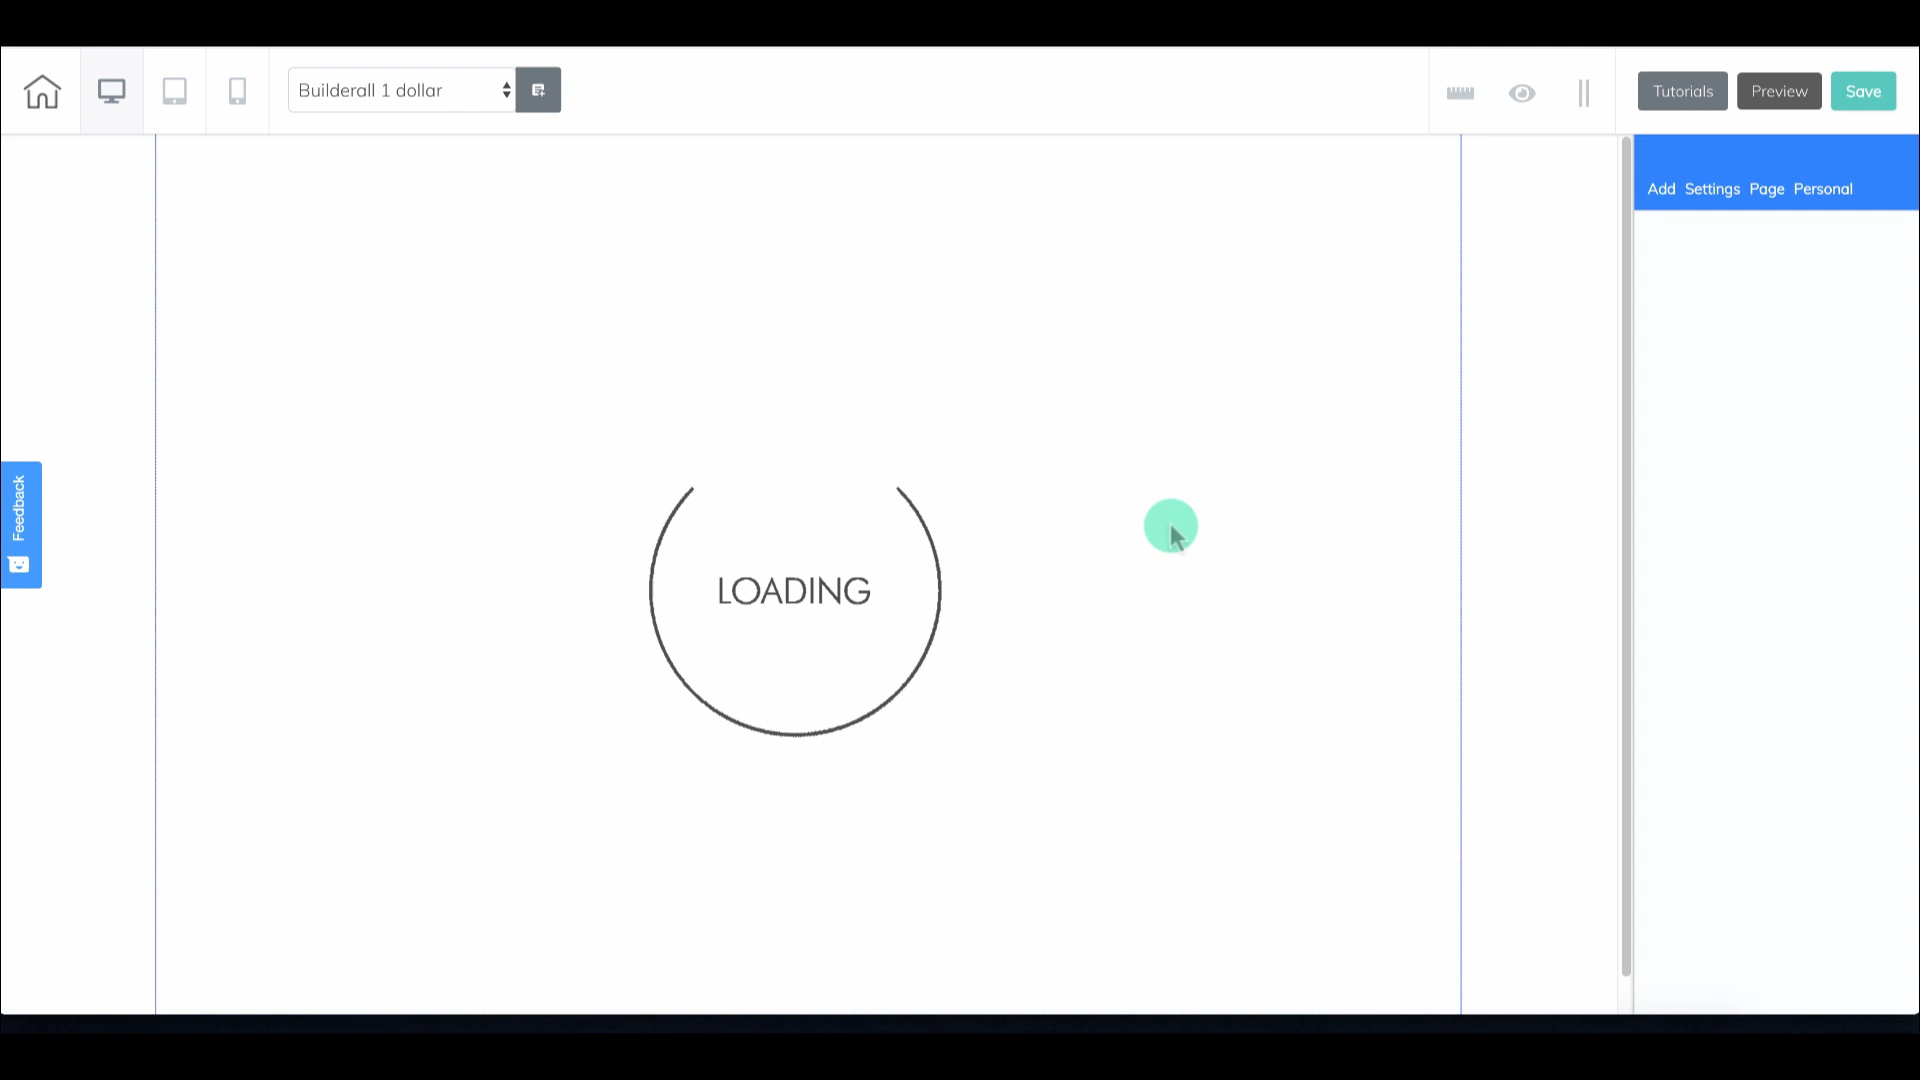 Builderall 1 dollar
Tutorials Preview Save
Add Settings Page Personal
Feedback
LOADING